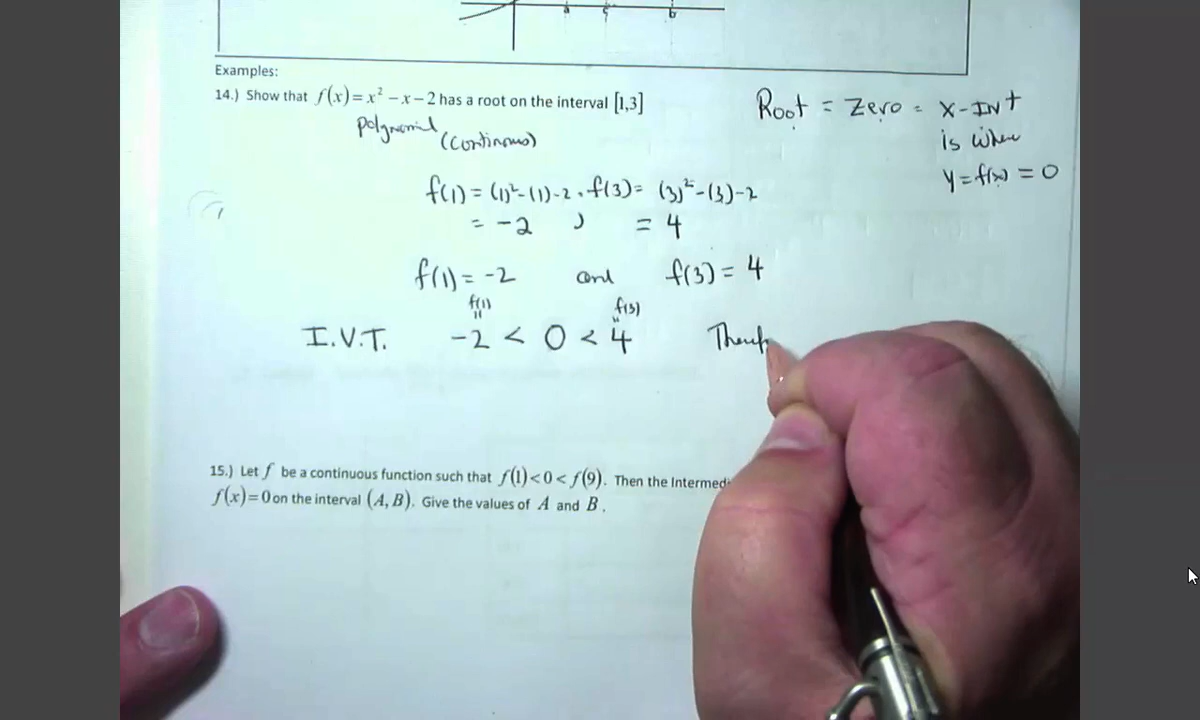 a c b
Examples:
14.) Show that f(x)=x²-x-2 has a root on the interval [1,3]
Root = Zero = x-INT
is when
y=f(x)=0
polynomial (continuous)
f(1)=(1)²-(1)-2 , f(3)= (3)²-(3)-2
= -2 , = 4
f(1)= -2 and f(3)= 4
f(1) f(3)
I.V.T. -2 < 0 < 4
15.) Let f be a continuous function such that f(1)<0<f(9). Then the
f(x)=0 on the interval (A,B). Give the values of A and B.